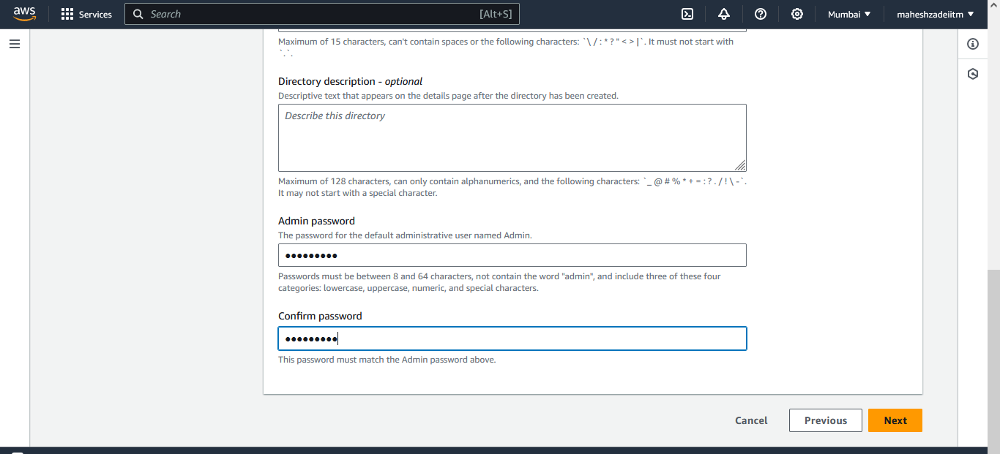 aws
Services
Search
[Alt+S]
Mumbai
maheshzadeiitm
Maximum of 15 characters, can't contain spaces or the following characters: `\ / : * ? " < > |`. It must not start with
`.`.
Directory description - optional
Descriptive text that appears on the details page after the directory has been created.
Describe this directory
Maximum of 128 characters, can only contain alphanumerics, and the following characters: `_ @ # % * + = : ? . / ! \ -`.
It may not start with a special character.
Admin password
The password for the default administrative user named Admin.
Passwords must be between 8 and 64 characters, not contain the word "admin", and include three of these four
categories: lowercase, uppercase, numeric, and special characters.
Confirm password
This password must match the Admin password above.
Cancel
Previous
Next